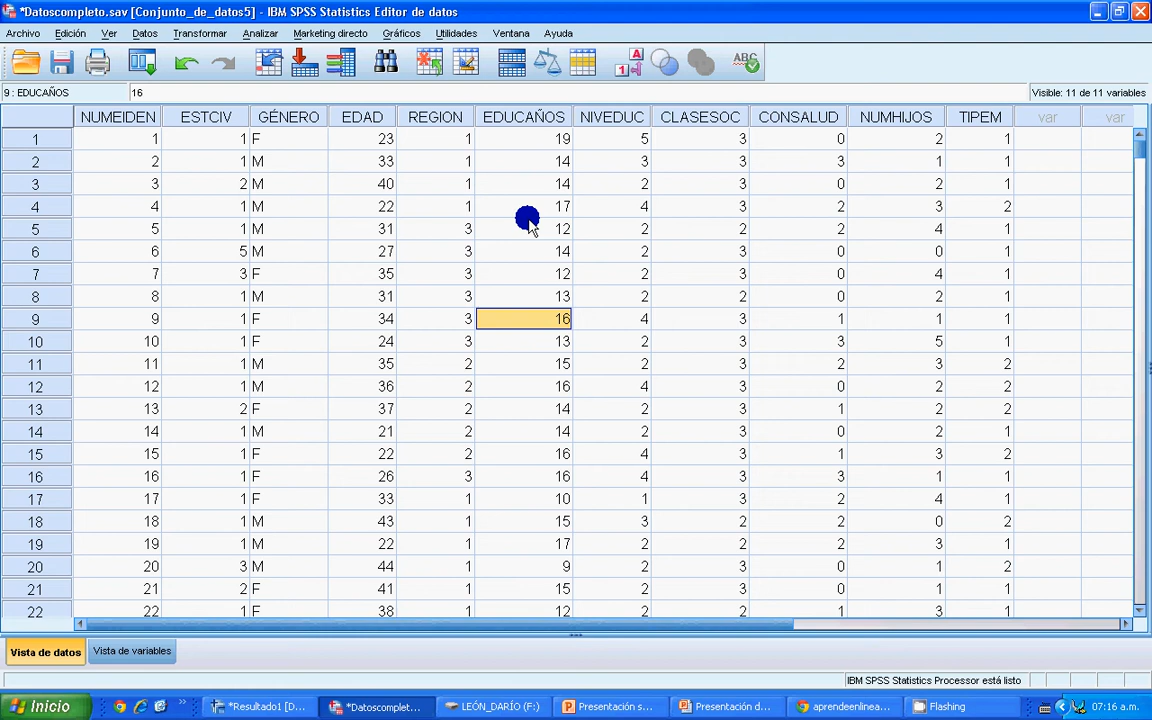 *Datoscompleto.sav [Conjunto_de_datos5] - IBM SPSS Statistics Editor de datos
Archivo Edición Ver Datos Transformar Analizar Marketing directo Gráficos Utilidades Ventana Ayuda
9 : EDUCAÑOS 16 Visible: 11 de 11 variables
NUMEIDEN ESTCIV GÉNERO EDAD REGION EDUCAÑOS NIVEDUC CLASESOC CONSALUD NUMHIJOS TIPEM var var
1 1 1 F 23 1 19 5 3 0 2 1
2 2 1 M 33 1 14 3 3 3 1 1
3 3 2 M 40 1 14 2 3 0 2 1
4 4 1 M 22 1 17 4 3 2 3 2
5 5 1 M 31 3 12 2 2 2 4 1
6 6 5 M 27 3 14 2 3 0 0 1
7 7 3 F 35 3 12 2 3 0 4 1
8 8 1 M 31 3 13 2 2 0 2 1
9 9 1 F 34 3 16 4 3 1 1 1
10 10 1 F 24 3 13 2 3 3 5 1
11 11 1 M 35 2 15 2 3 2 3 2
12 12 1 M 36 2 16 4 3 0 2 2
13 13 2 F 37 2 14 2 3 1 2 2
14 14 1 M 21 2 14 2 3 0 2 1
15 15 1 F 22 2 16 4 3 1 3 2
16 16 1 F 26 3 16 4 3 3 1 1
17 17 1 F 33 1 10 1 3 2 4 1
18 18 1 M 43 1 15 3 2 2 0 2
19 19 1 M 22 1 17 2 2 2 3 1
20 20 3 M 44 1 9 2 3 0 1 2
21 21 2 F 41 1 15 2 3 0 2 1
22 22 1 F 38 1 12 2 2 1 3 1
Vista de datos Vista de variables
IBM SPSS Statistics Processor está listo
Inicio *Resultado1 [D... *Datoscomplet... LEÓN_DARÍO (F:) Presentación s... Presentación d... aprendeenlinea... Flashing 07:16 a.m.